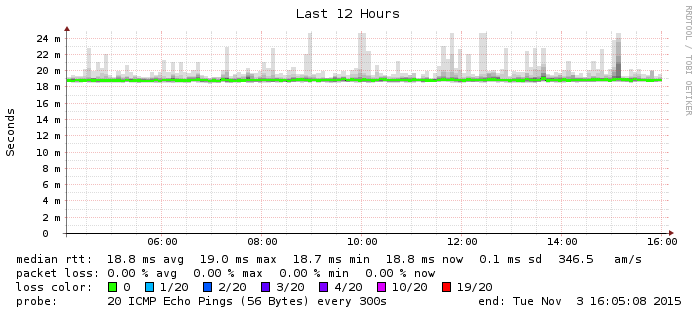 Last 12 Hours
RRDTOOL / TOBI OETIKER
Seconds
24 m
22 m
20 m
18 m
16 m
14 m
12 m
10 m
8 m
6 m
4 m
2 m
0
06:00 08:00 10:00 12:00 14:00 16:00
median rtt: 18.8 ms avg 19.0 ms max 18.7 ms min 18.8 ms now 0.1 ms sd 346.5 am/s
packet loss: 0.00 % avg 0.00 % max 0.00 % min 0.00 % now
loss color: 0 1/20 2/20 3/20 4/20 10/20 19/20
probe: 20 ICMP Echo Pings (56 Bytes) every 300s end: Tue Nov 3 16:05:08 2015